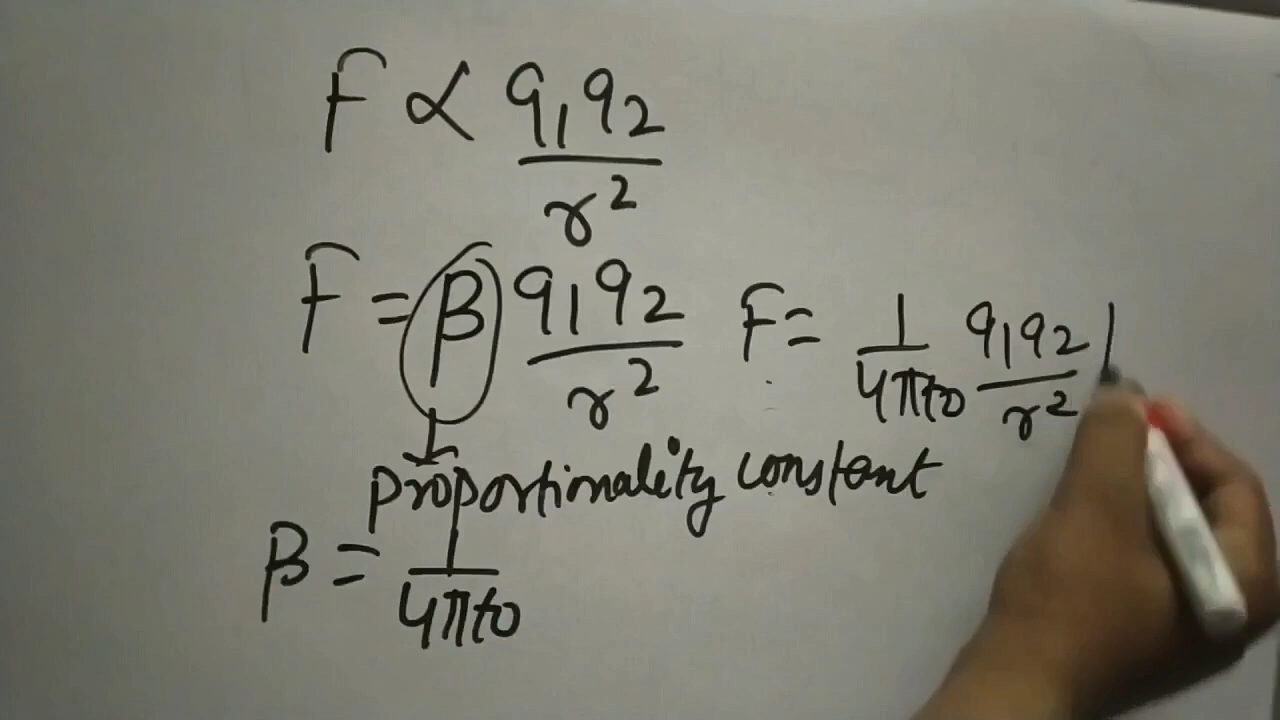 F ∝ q1q2/r²
F = β q1q2/r² F = 1/4πε0 q1q2/r² |
proportionality constant
β = 1/4πε0